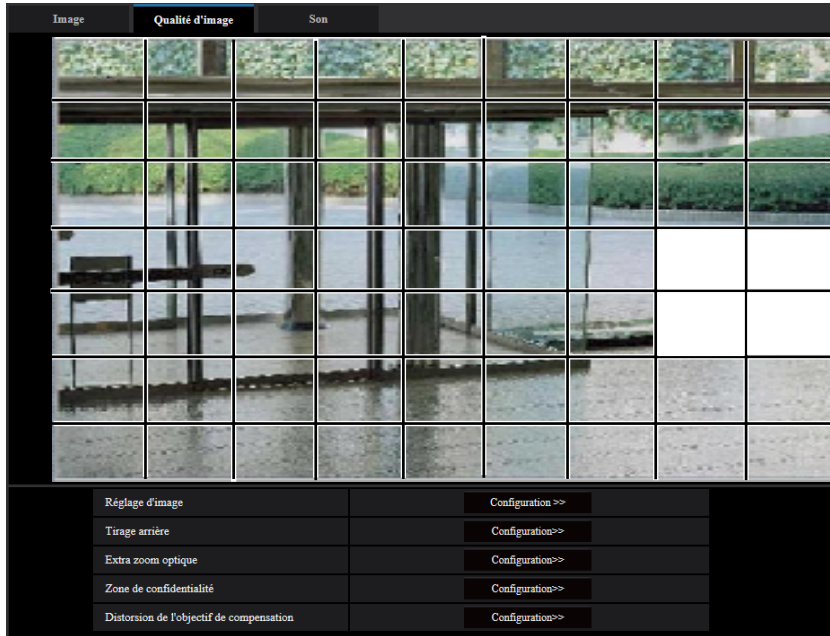 Image
Qualité d'image
Son
Réglage d'image
Configuration >>
Tirage arrière
Configuration>>
Extra zoom optique
Configuration>>
Zone de confidentialité
Configuration>>
Distorsion de l'objectif de compensation
Configuration>>